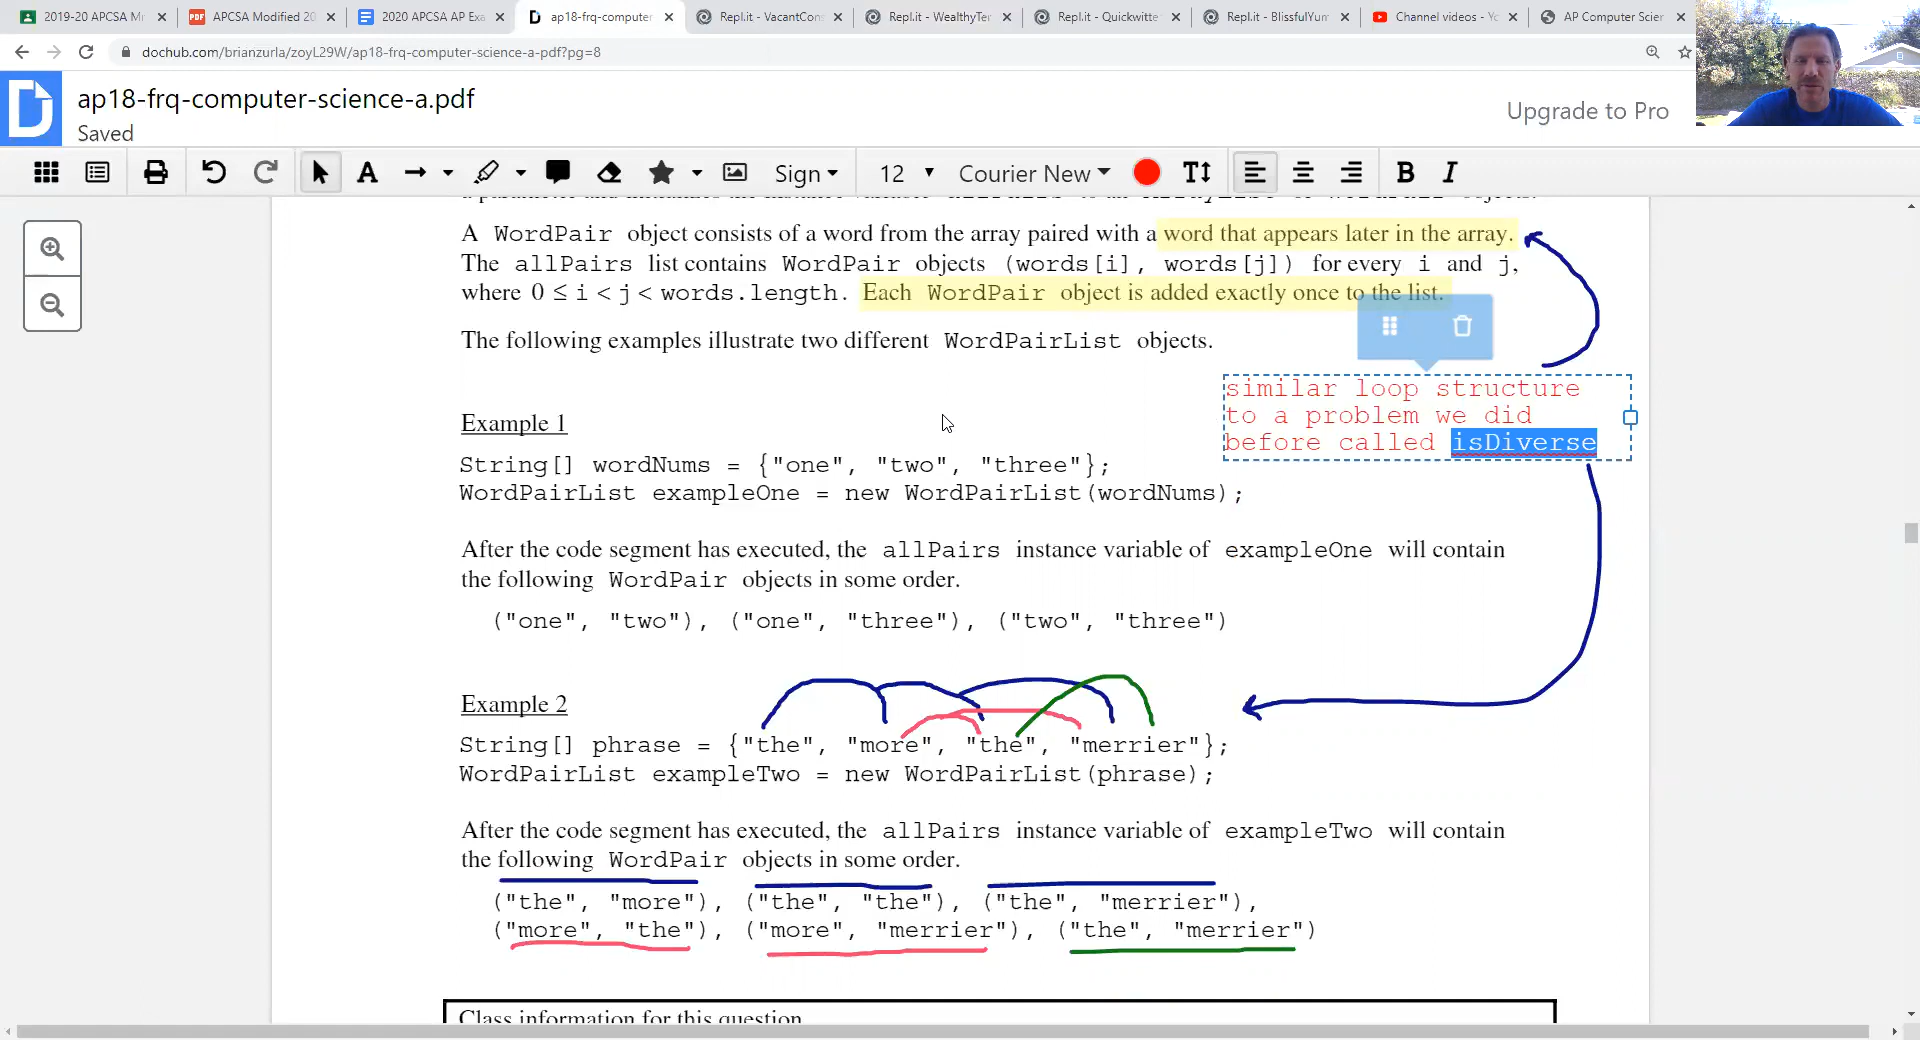 2019-20 APCSA Mr
APCSA Modified 20
2020 APCSA AP Exa
ap18-frq-computer
Repl.it - VacantCons
Repl.it - WealthyTer
Repl.it - Quickwitte
Repl.it - BlissfulYum
Channel videos - Yo
AP Computer Scien
dochub.com/brianzurla/zoyL29W/ap18-frq-computer-science-a-pdf?pg=8
ap18-frq-computer-science-a.pdf
Saved
Upgrade to Pro
Sign
12
Courier New
B I
A WordPair object consists of a word from the array paired with a word that appears later in the array.
The allPairs list contains WordPair objects (words[i], words[j]) for every i and j,
where 0 ≤ i < j < words.length. Each WordPair object is added exactly once to the list.
The following examples illustrate two different WordPairList objects.
similar loop structure
to a problem we did
before called isDiverse
Example 1
String[] wordNums = {"one", "two", "three"};
WordPairList exampleOne = new WordPairList(wordNums);
After the code segment has executed, the allPairs instance variable of exampleOne will contain
the following WordPair objects in some order.
("one", "two"), ("one", "three"), ("two", "three")
Example 2
String[] phrase = {"the", "more", "the", "merrier"};
WordPairList exampleTwo = new WordPairList(phrase);
After the code segment has executed, the allPairs instance variable of exampleTwo will contain
the following WordPair objects in some order.
("the", "more"), ("the", "the"), ("the", "merrier"),
("more", "the"), ("more", "merrier"), ("the", "merrier")
Class information for this question